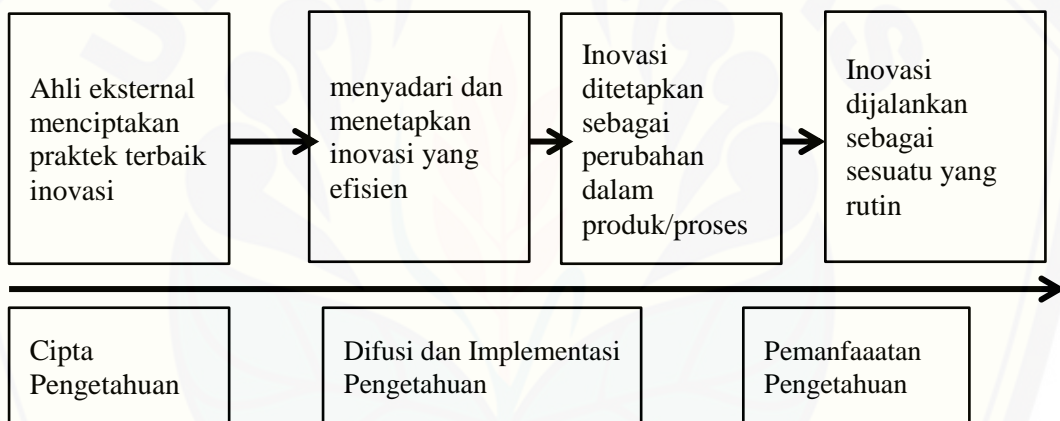 Ahli eksternal
menciptakan
praktek terbaik
inovasi
menyadari dan
menetapkan
inovasi yang
efisien
Inovasi
ditetapkan
sebagai
perubahan
dalam
produk/proses
Inovasi
dijalankan
sebagai
sesuatu yang
rutin
Cipta
Pengetahuan
Difusi dan Implementasi
Pengetahuan
Pemanfaaatan
Pengetahuan